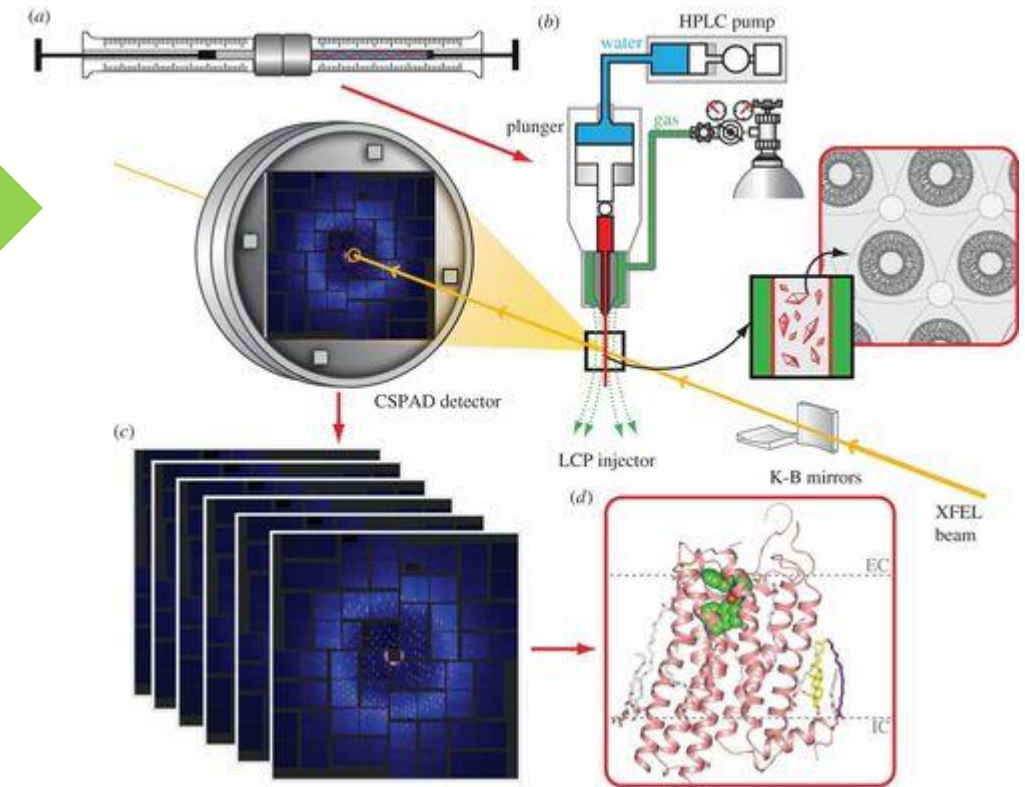 (a)
(b)
HPLC pump
water
plunger
gas
CSPAD detector
(c)
LCP injector
K-B mirrors
(d)
XFEL
beam
EC
IC